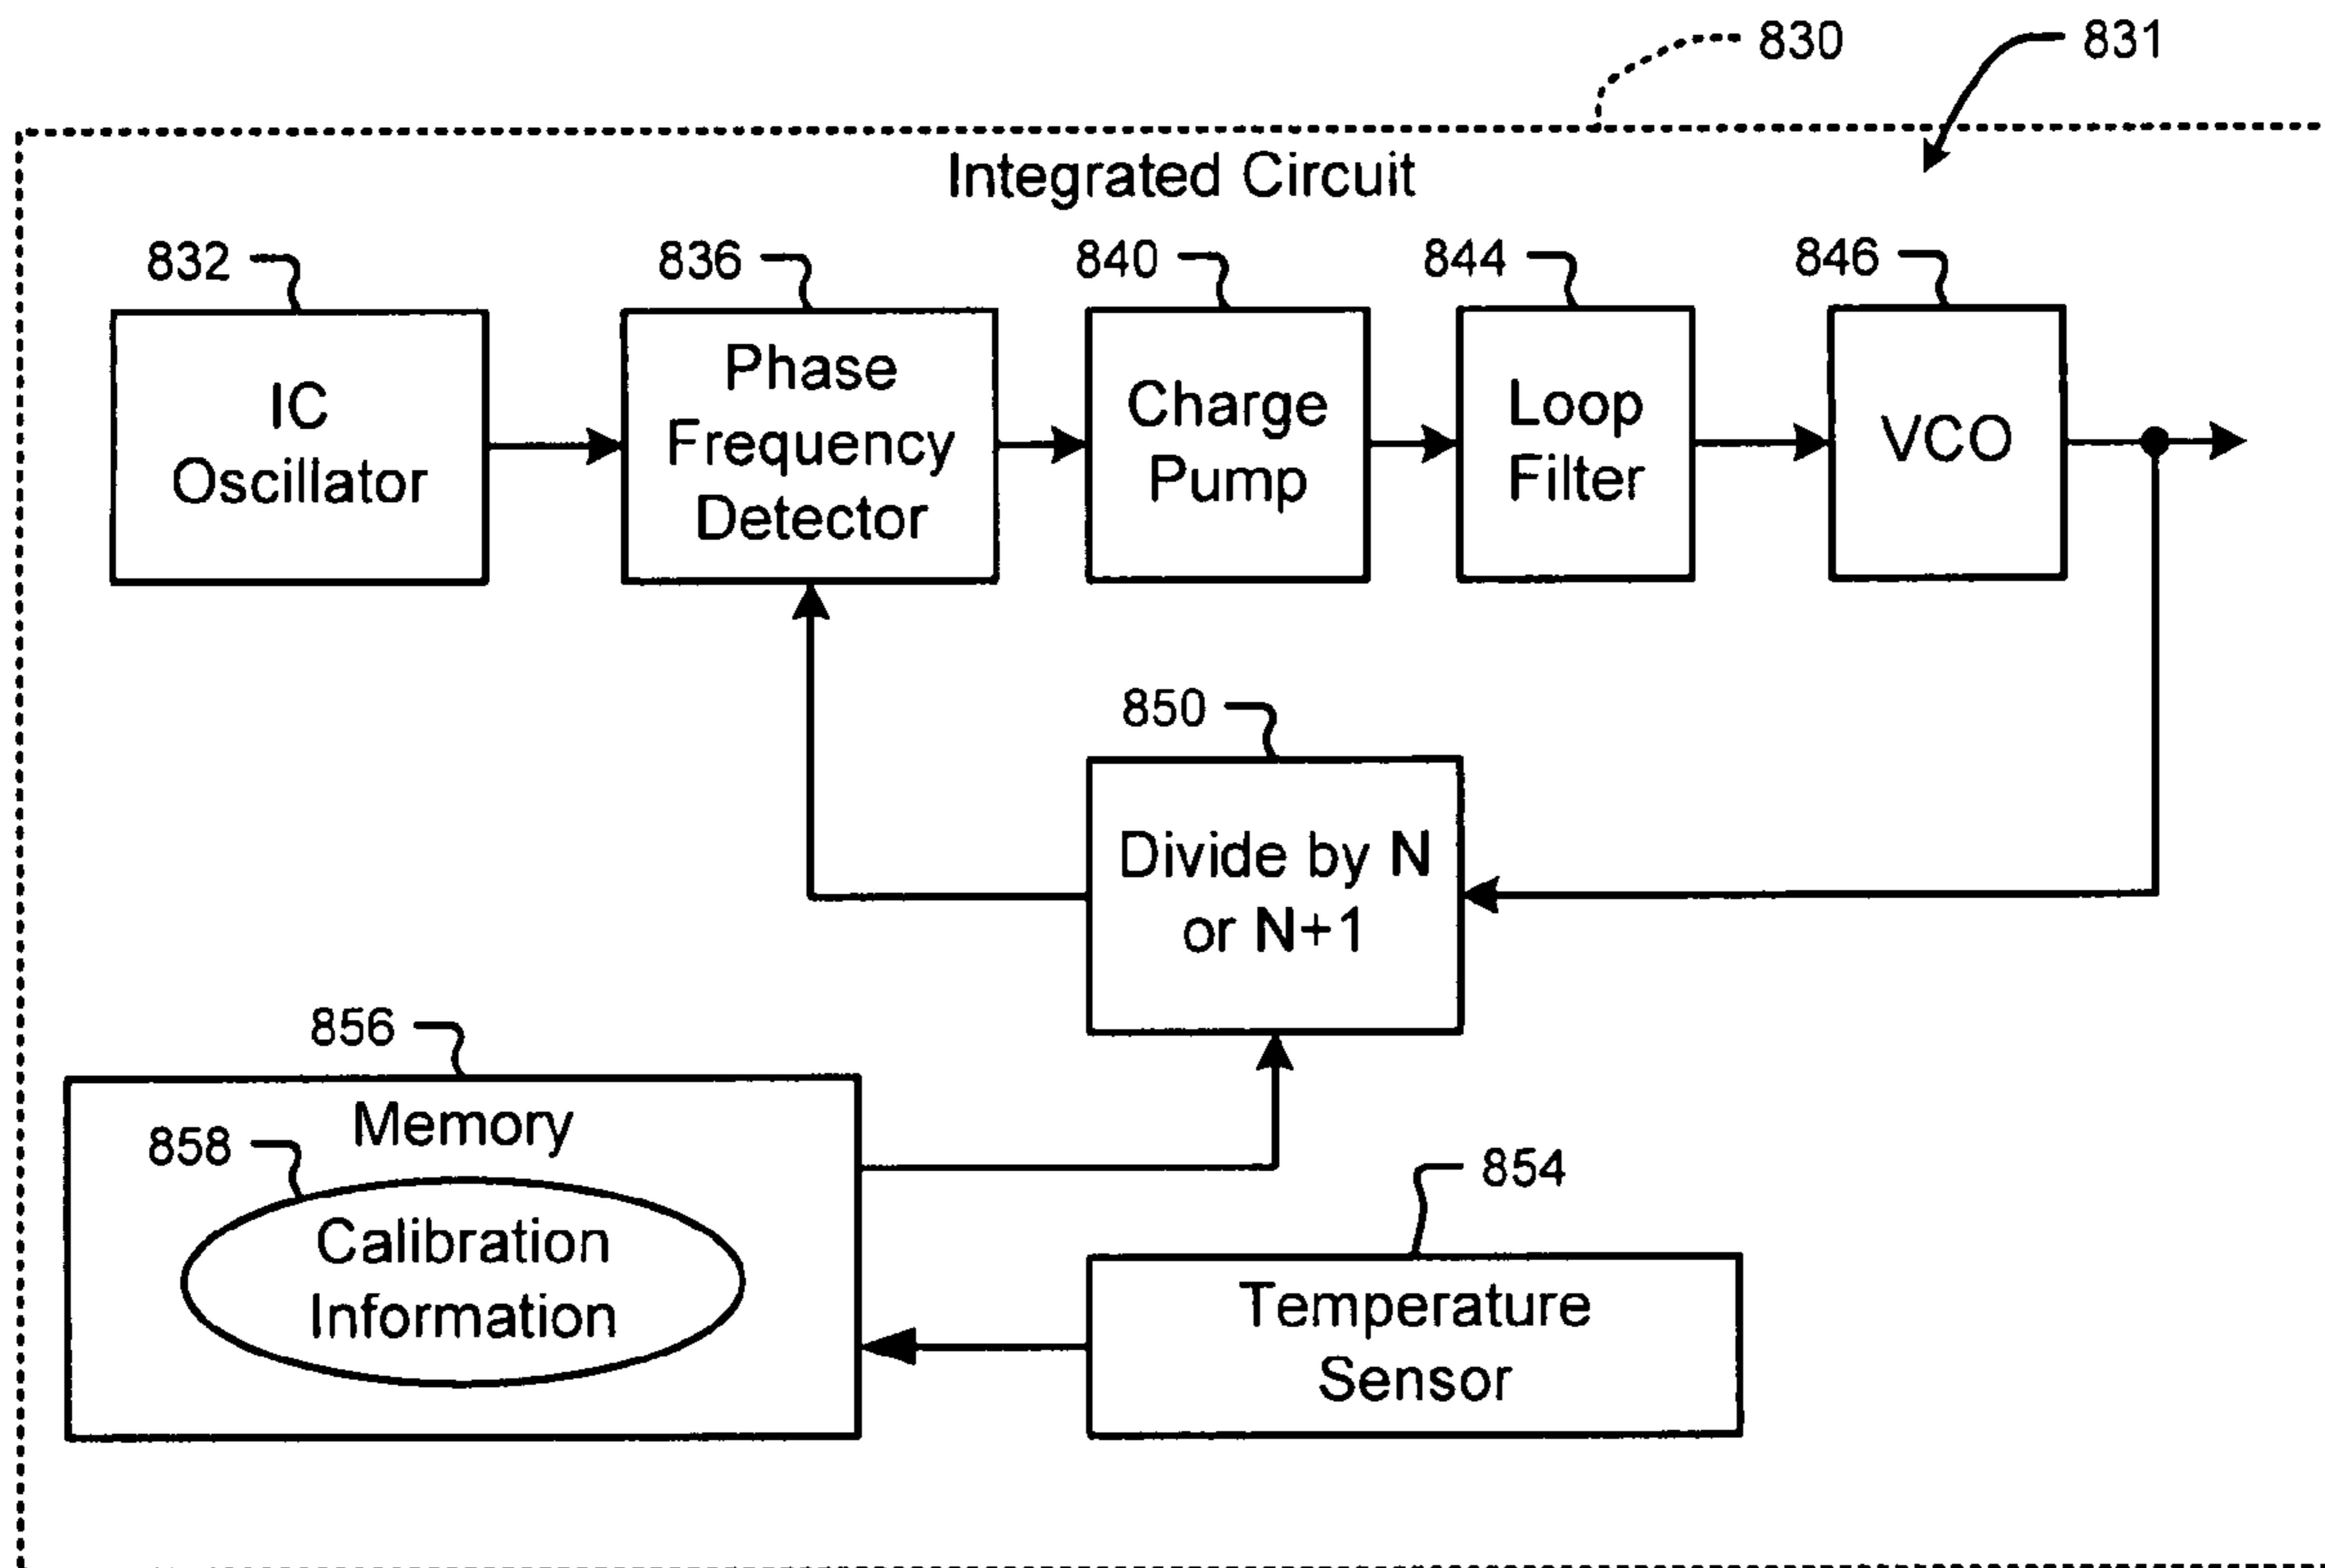 830
831
Integrated Circuit
832
836
840
844
846
IC
Oscillator
Phase
Frequency
Detector
Charge
Pump
Loop
Filter
VCO
850
Divide by N
or N+1
856
Memory
858
Calibration
Information
854
Temperature
Sensor